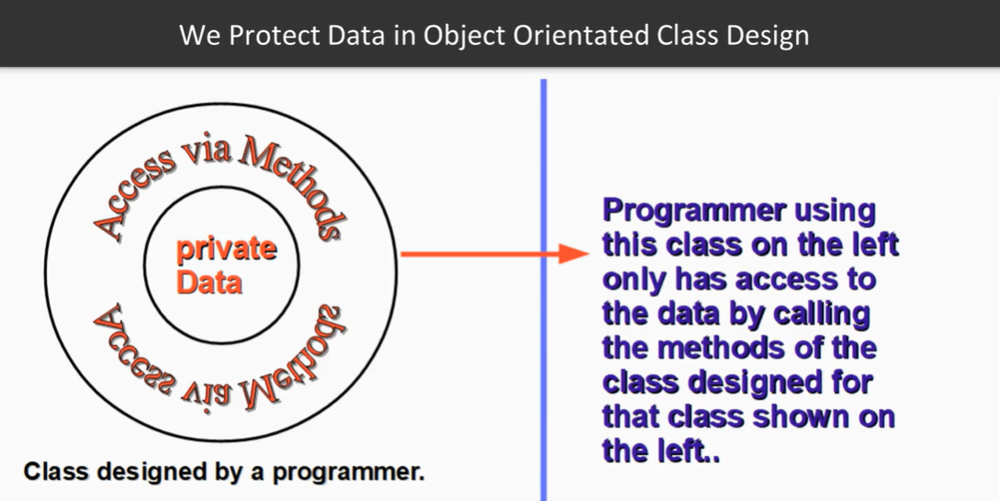 We Protect Data in Object Orientated Class Design
Access via Methods
private
Data
Access via Methods
Class designed by a programmer.
Programmer using
this class on the left
only has access to
the data by calling
the methods of the
class designed for
that class shown on
the left..